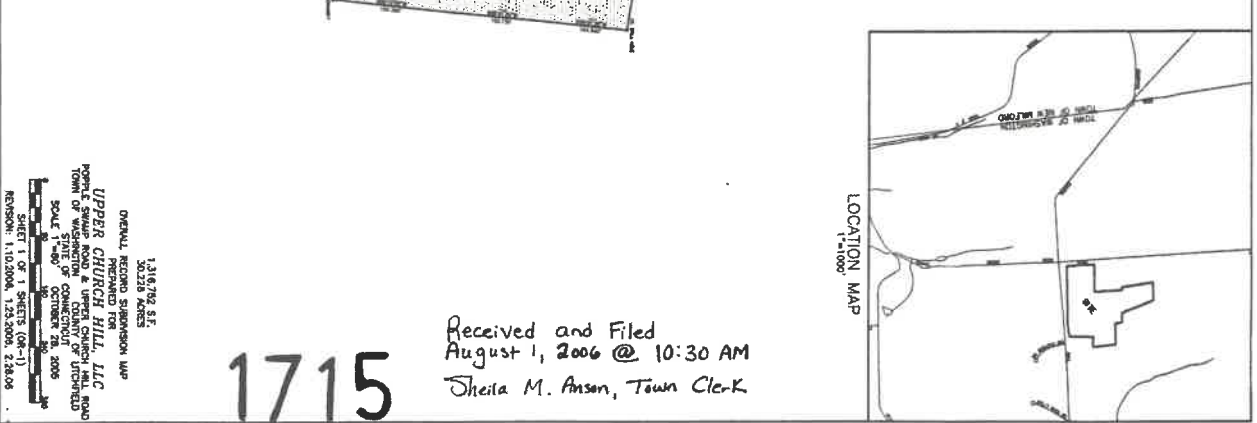 TOWN OF NEW MILFORD
TOWN OF WASHINGTON
SITE
LOCATION MAP
1"=1000'
1,316,752 S.F.
30.228 ACRES
OVERALL RECORD SUBDIVISION MAP
PREPARED FOR
UPPER CHURCH HILL, LLC
POPPLE SWAMP ROAD & UPPER CHURCH HILL ROAD
TOWN OF WASHINGTON COUNTY OF LITCHFIELD
STATE OF CONNECTICUT
SCALE 1"=80' OCTOBER 28, 2005
SHEET 1 OF 1 SHEETS (OR-1)
REVISION: 1.10.2006, 1.25.2006, 2.28.06
1715
Received and Filed
August 1, 2006 @ 10:30 AM
Sheila M. Anson, Town Clerk